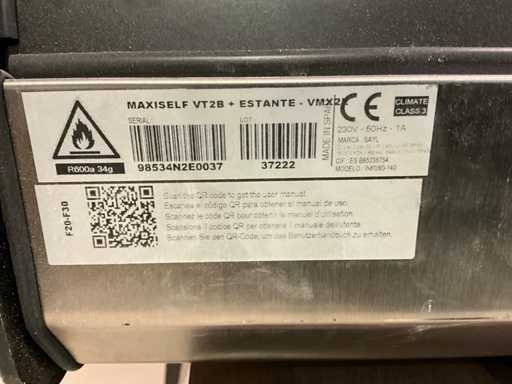 MAXISELF VT2B + ESTANTE - VMX2
SERIAL
LOT:
98534N2E0037
37222
R600a 34g
MADE IN SPAIN
CE
CLIMATE
CLASS 3
230V - 50Hz - 1A
MARCA: SAYL
CIF: ES B65238754
MODELO:
F20-F30
Scan the QR code to get the user manual.
Escanea el código QR para obtener el manual de uso.
Scannez le code QR pour obtenir le manuel d'utilisation.
Scansiona il codice QR per ottenere il manuale dell'utente.
Scannen Sie den QR-Code, um das Benutzerhandbuch zu erhalten.